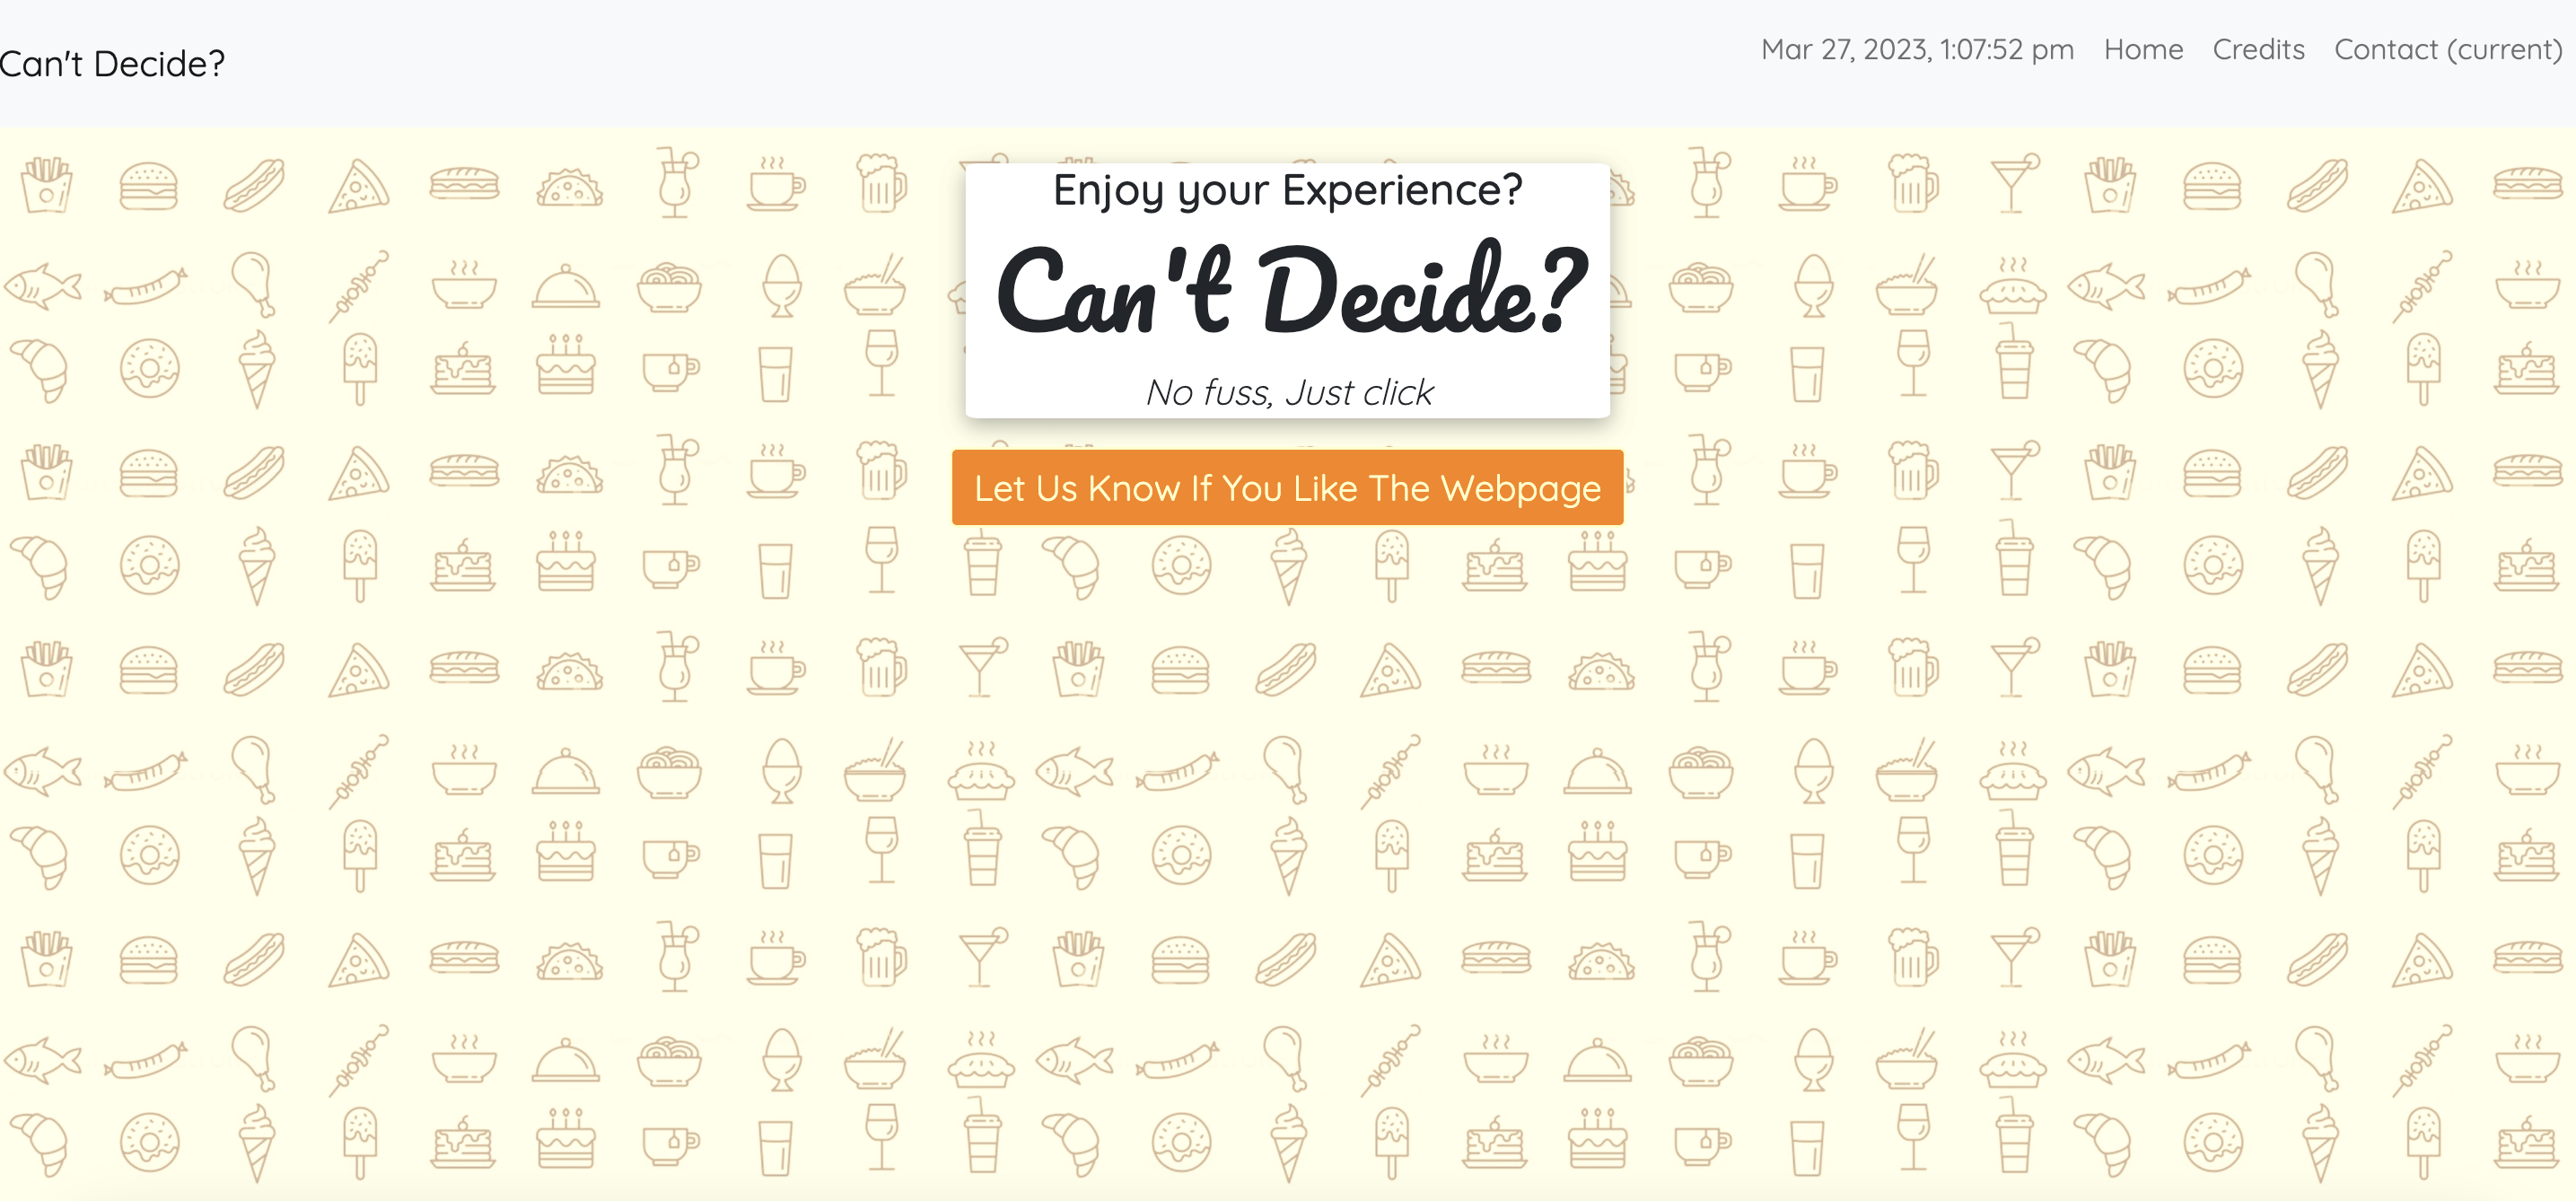 Can't Decide?
Mar 27, 2023, 1:07:52 pm Home Credits Contact (current)
Enjoy your Experience?
Can't Decide?
No fuss, Just click
Let Us Know If You Like The Webpage